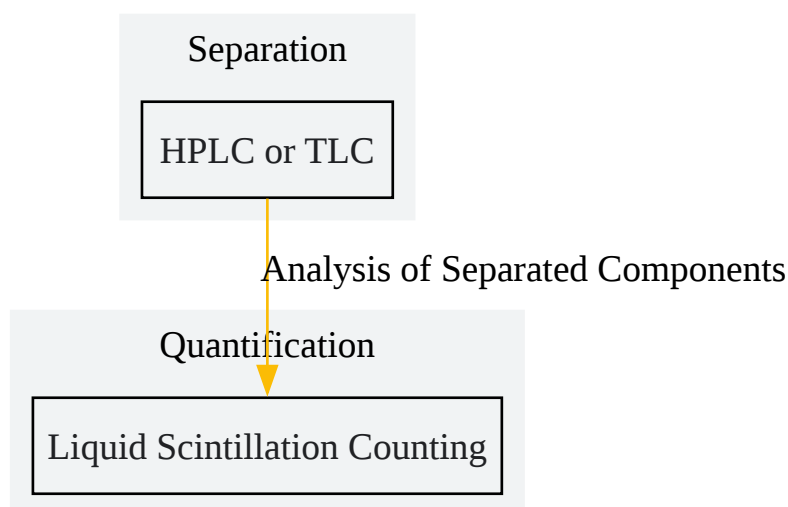 Separation
HPLC or TLC
Analysis of Separated Components
Quantification
Liquid Scintillation Counting